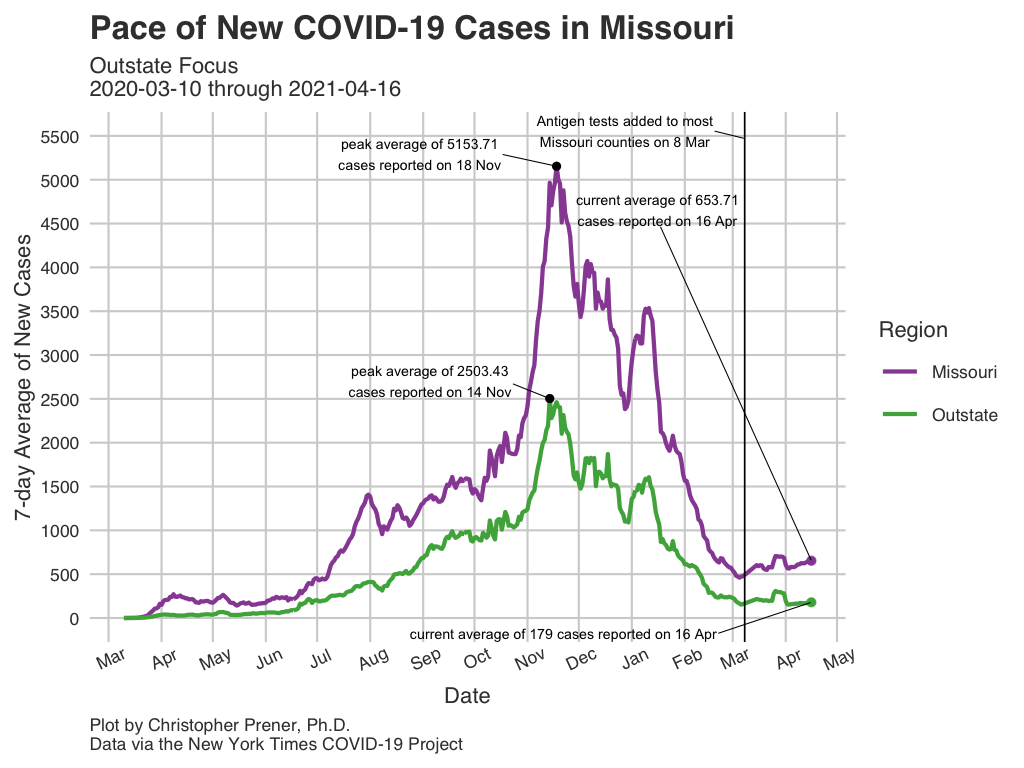 Pace of New COVID-19 Cases in Missouri
Outstate Focus
2020-03-10 through 2021-04-16
7-day Average of New Cases
5500
5000
4500
4000
3500
3000
2500
2000
1500
1000
500
0
Antigen tests added to most
Missouri counties on 8 Mar
peak average of 5153.71
cases reported on 18 Nov
current average of 653.71
cases reported on 16 Apr
peak average of 2503.43
cases reported on 14 Nov
current average of 179 cases reported on 16 Apr
Region
Missouri
Outstate
Mar Apr May Jun Jul Aug Sep Oct Nov Dec Jan Feb Mar Apr May
Date
Plot by Christopher Prener, Ph.D.
Data via the New York Times COVID-19 Project